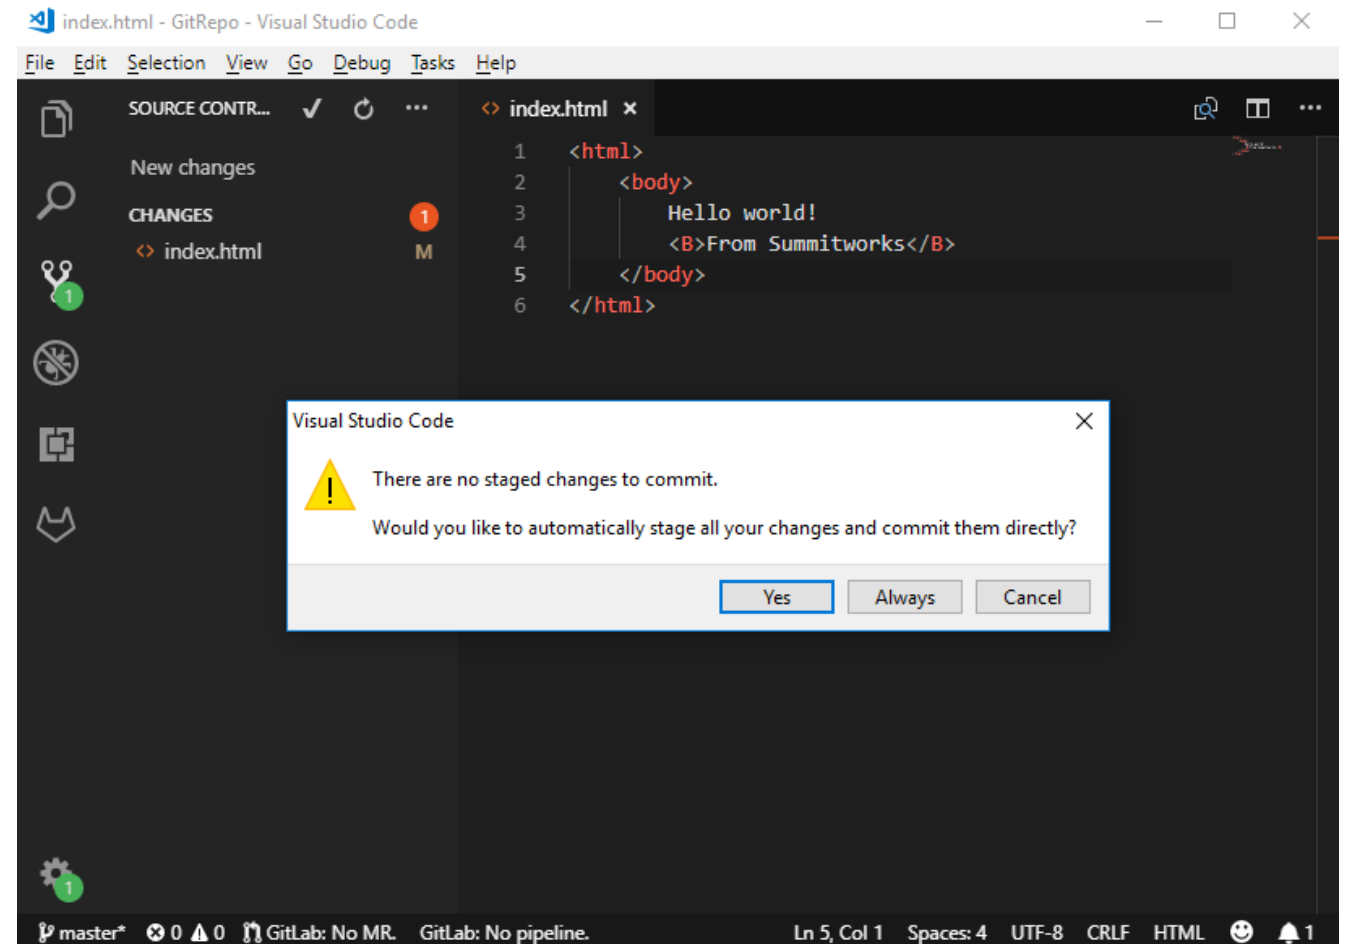 index.html - GitRepo - Visual Studio Code
File Edit Selection View Go Debug Tasks Help
SOURCE CONTR...
New changes
CHANGES 1
<> index.html M
1
1
<> index.html
1 <html>
2 <body>
3 Hello world!
4 <B>From Summitworks</B>
5 </body>
6 </html>
Visual Studio Code
There are no staged changes to commit.
Would you like to automatically stage all your changes and commit them directly?
Yes Always Cancel
master* 0 0 GitLab: No MR. GitLab: No pipeline. Ln 5, Col 1 Spaces: 4 UTF-8 CRLF HTML 1